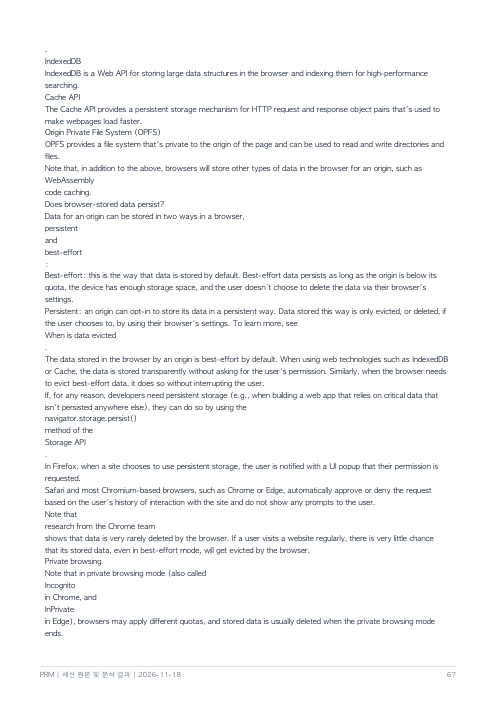 .
IndexedDB
IndexedDB is a Web API for storing large data structures in the browser and indexing them for high-performance
searching.
Cache API
The Cache API provides a persistent storage mechanism for HTTP request and response object pairs that's used to
make webpages load faster.
Origin Private File System (OPFS)
OPFS provides a file system that's private to the origin of the page and can be used to read and write directories and
files.
Note that, in addition to the above, browsers will store other types of data in the browser for an origin, such as
WebAssembly
code caching.
Does browser-stored data persist?
Data for an origin can be stored in two ways in a browser,
persistent
and
best-effort
:
Best-effort: this is the way that data is stored by default. Best-effort data persists as long as the origin is below its
quota, the device has enough storage space, and the user doesn't choose to delete the data via their browser's
settings.
Persistent: an origin can opt-in to store its data in a persistent way. Data stored this way is only evicted, or deleted, if
the user chooses to, by using their browser's settings. To learn more, see
When is data evicted
.
The data stored in the browser by an origin is best-effort by default. When using web technologies such as IndexedDB
or Cache, the data is stored transparently without asking for the user's permission. Similarly, when the browser needs
to evict best-effort data, it does so without interrupting the user.
If, for any reason, developers need persistent storage (e.g., when building a web app that relies on critical data that
isn't persisted anywhere else), they can do so by using the
navigator.storage.persist()
method of the
Storage API
.
In Firefox, when a site chooses to use persistent storage, the user is notified with a UI popup that their permission is
requested.
Safari and most Chromium-based browsers, such as Chrome or Edge, automatically approve or deny the request
based on the user's history of interaction with the site and do not show any prompts to the user.
Note that
research from the Chrome team
shows that data is very rarely deleted by the browser. If a user visits a website regularly, there is very little chance
that its stored data, even in best-effort mode, will get evicted by the browser.
Private browsing
Note that in private browsing mode (also called
Incognito
in Chrome, and
InPrivate
in Edge), browsers may apply different quotas, and stored data is usually deleted when the private browsing mode
ends.
PRM | 세션 원문 및 분석 결과 | 2026-11-18
67